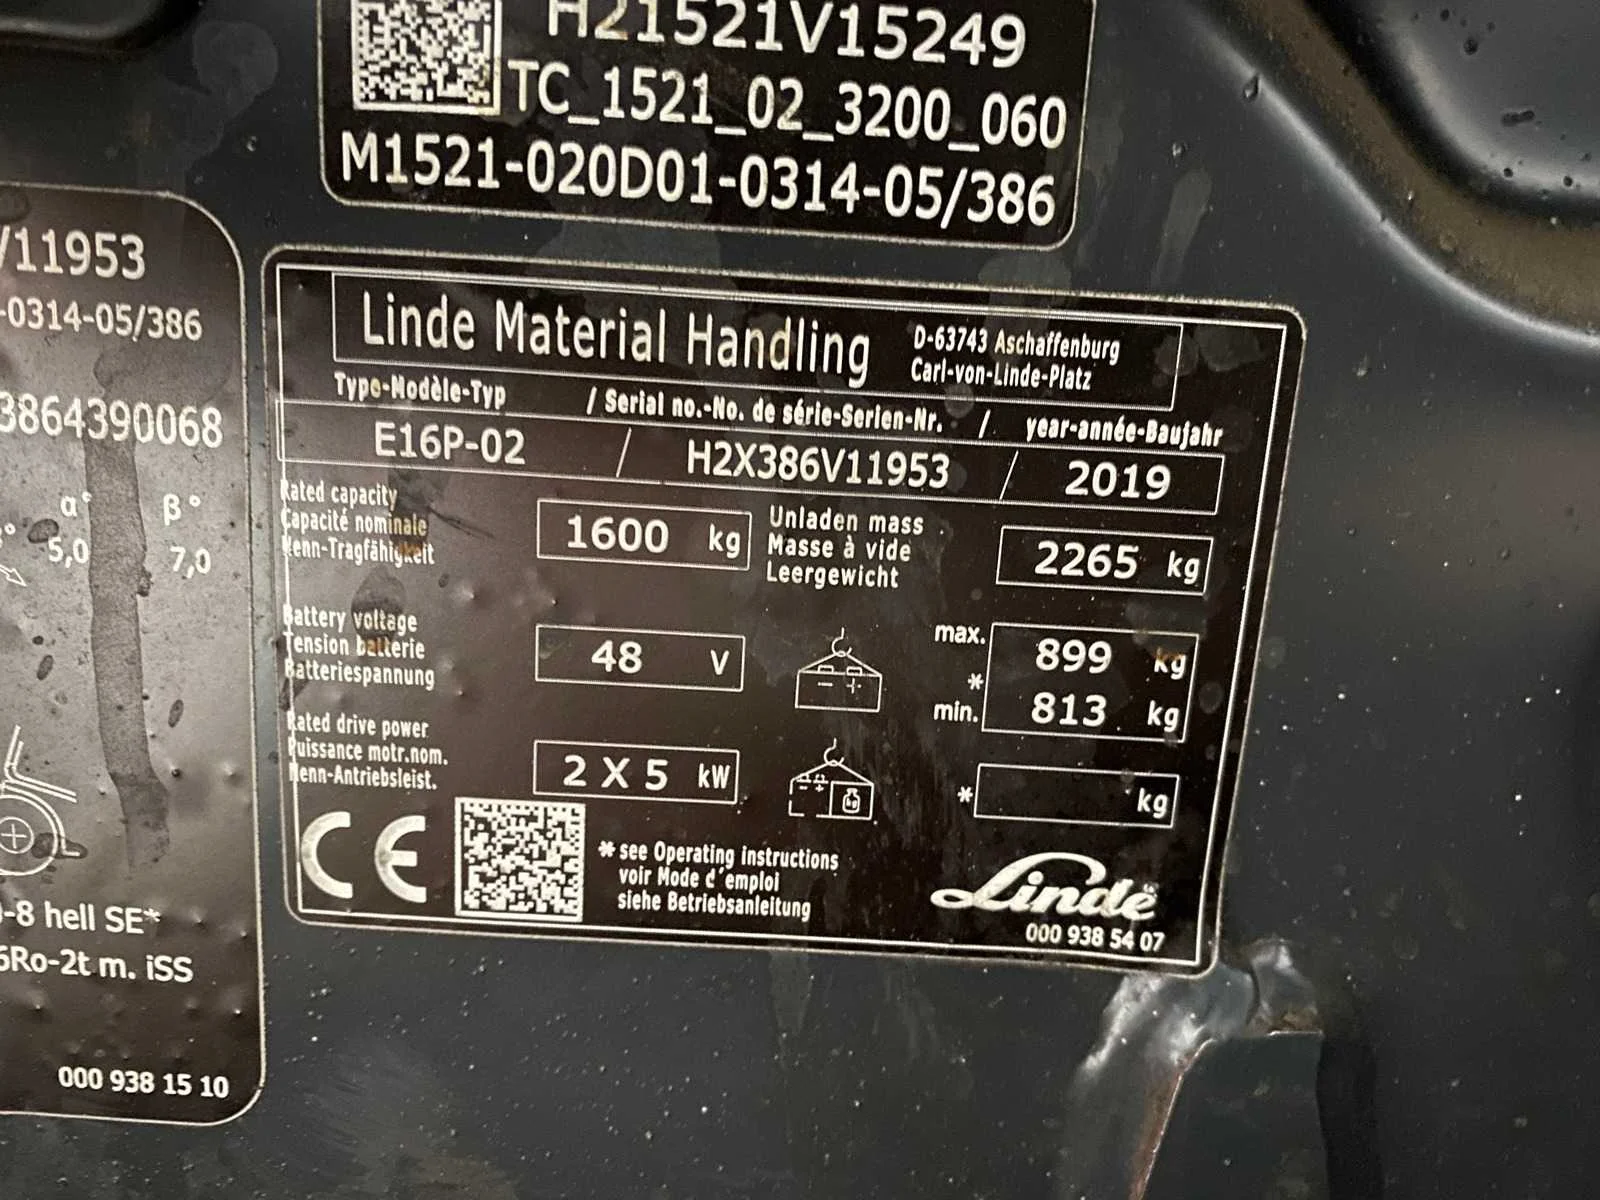 H21521V15249
TC_1521_02_3200_060
M1521-020D01-0314-05/386
/11953
-0314-05/386
3864390068
α° β°
5,0 7,0
-8 hell SE*
6Ro-2t m. iSS
000 938 15 10
Linde Material Handling
D-63743 Aschaffenburg
Carl-von-Linde-Platz
Type-Modèle-Typ / Serial no.-No. de série-Serien-Nr. / year-année-Baujahr
E16P-02 / H2X386V11953 / 2019
Rated capacity
Capacité nominale
Nenn-Tragfähigkeit
1600 kg
Unladen mass
Masse à vide
Leergewicht
2265 kg
Battery voltage
Tension batterie
Batteriespannung
48 V
max. 899 kg
*
min. 813 kg
Rated drive power
Puissance motr.nom.
Nenn-Antriebsleist.
2 X 5 kW
kg
* kg
CE
* see Operating instructions
voir Mode d'emploi
siehe Betriebsanleitung
Linde
000 938 54 07